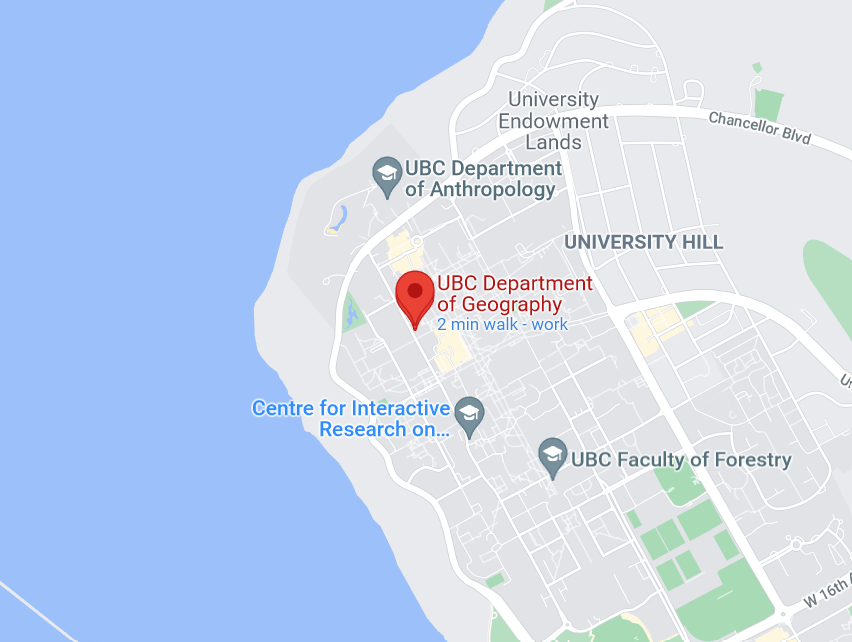 University
Endowment
Lands
Chancellor Blvd
UBC Department
of Anthropology
UNIVERSITY HILL
UBC Department
of Geography
2 min walk - work
Centre for Interactive
Research on...
UBC Faculty of Forestry
W 16th A